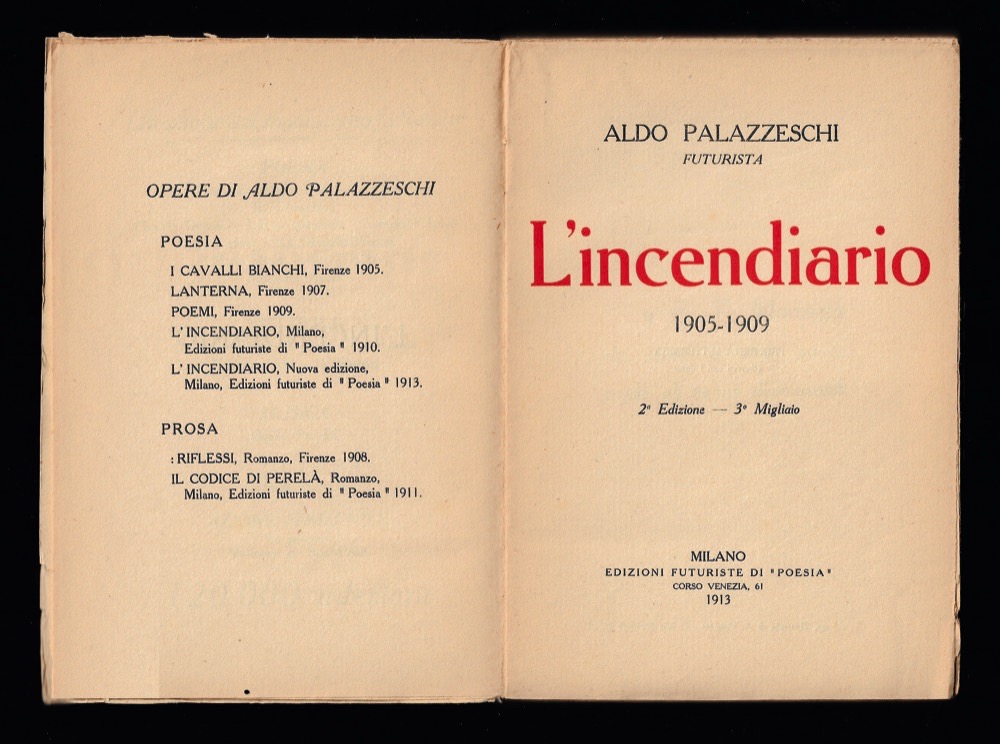 OPERE DI ALDO PALAZZESCHI
POESIA
I CAVALLI BIANCHI, Firenze 1905.
LANTERNA, Firenze 1907.
POEMI, Firenze 1909.
L'INCENDIARIO, Milano,
Edizioni futuriste di "Poesia" 1910.
L'INCENDIARIO, Nuova edizione,
Milano, Edizioni futuriste di "Poesia" 1913.
PROSA
:RIFLESSI, Romanzo, Firenze 1908.
IL CODICE DI PERELÀ, Romanzo,
Milano, Edizioni futuriste di "Poesia" 1911.
ALDO PALAZZESCHI
FUTURISTA
L'incendiario
1905-1909
2ª Edizione — 3º Migliaio
MILANO
EDIZIONI FUTURISTE DI "POESIA"
CORSO VENEZIA, 61
1913